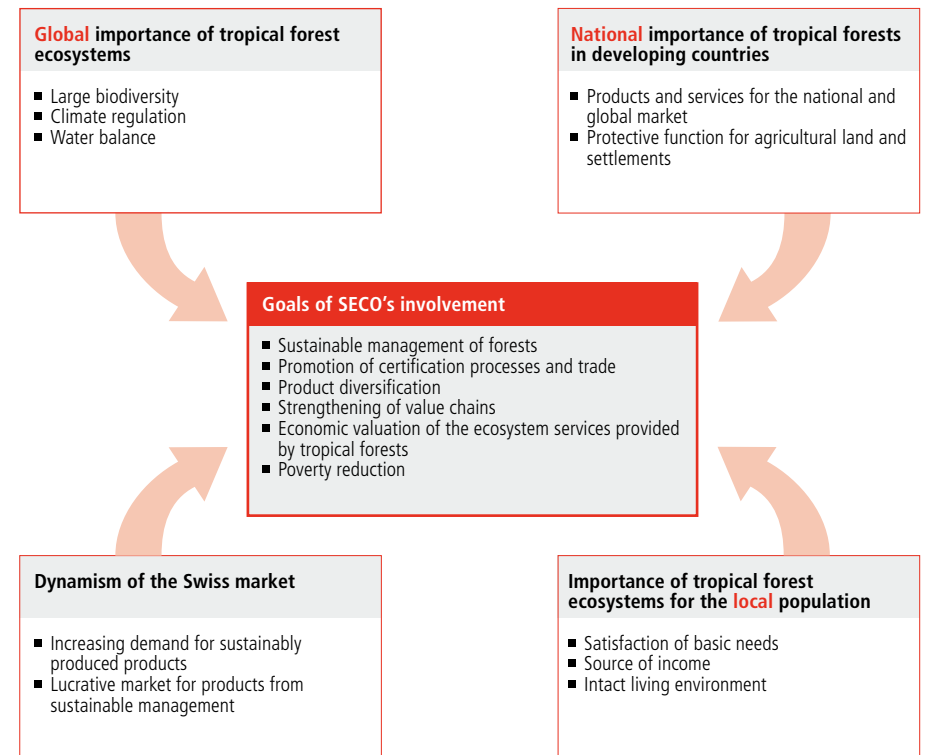 Global importance of tropical forest
ecosystems
■ Large biodiversity
■ Climate regulation
■ Water balance
National importance of tropical forests
in developing countries
■ Products and services for the national and
global market
■ Protective function for agricultural land and
settlements
Goals of SECO's involvement
■ Sustainable management of forests
■ Promotion of certification processes and trade
■ Product diversification
■ Strengthening of value chains
■ Economic valuation of the ecosystem services provided
by tropical forests
■ Poverty reduction
Dynamism of the Swiss market
■ Increasing demand for sustainably
produced products
■ Lucrative market for products from
sustainable management
Importance of tropical forest
ecosystems for the local population
■ Satisfaction of basic needs
■ Source of income
■ Intact living environment